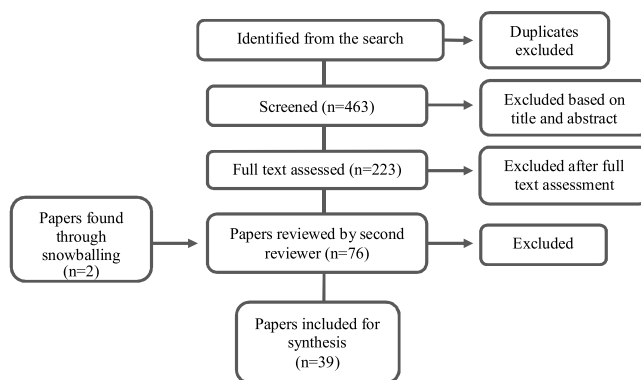 Identified from the search
Duplicates
excluded
Screened (n=463)
Excluded based on
title and abstract
Full text assessed (n=223)
Excluded after full
text assessment
Papers found
through
snowballing
(n=2)
Papers reviewed by second
reviewer (n=76)
Excluded
Papers included for
synthesis
(n=39)